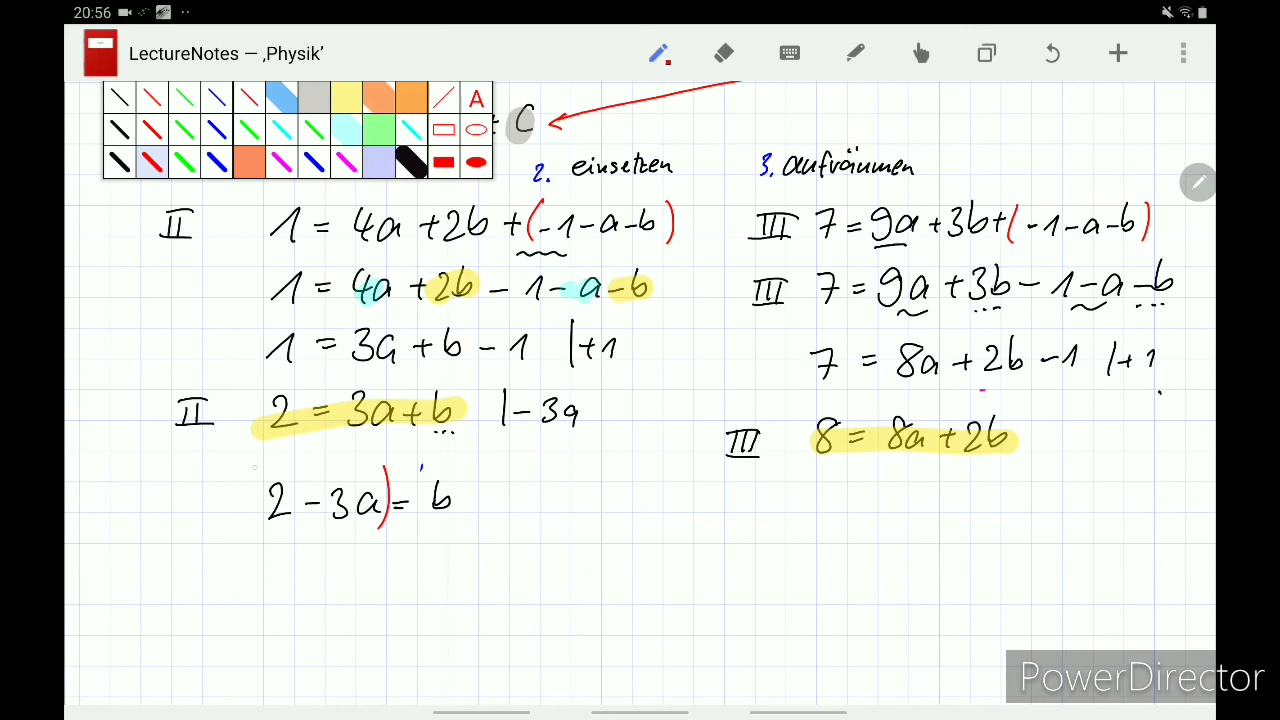 20:56
LectureNotes — ‚Physik’
A
C
2. einsetzen
3. aufräumen
II 1 = 4a + 2b + (-1 - a - b)
1 = 4a + 2b - 1 - a - b
1 = 3a + b - 1 |+1
II 2 = 3a + b |- 3a
2 - 3a) = b
III 7 = 9a + 3b + (-1 - a - b)
III 7 = 9a + 3b - 1 - a - b
7 = 8a + 2b - 1 |+1
III 8 = 8a + 2b
PowerDirector